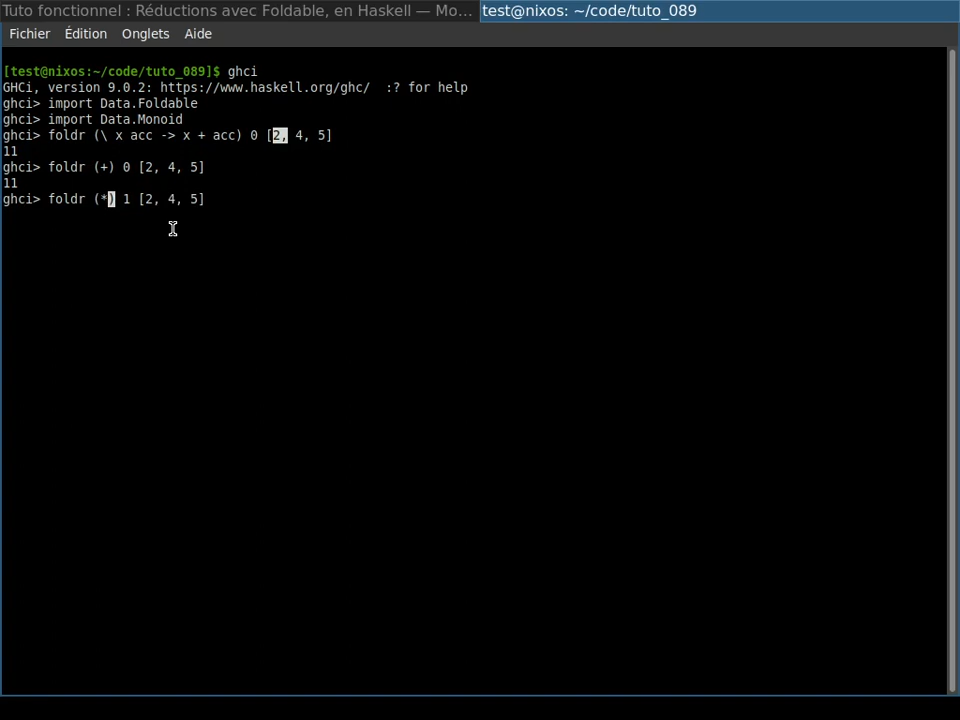 Tuto fonctionnel : Réductions avec Foldable, en Haskell — Mo…
test@nixos: ~/code/tuto_089
Fichier Édition Onglets Aide
[test@nixos:~/code/tuto_089]$ ghci
GHCi, version 9.0.2: https://www.haskell.org/ghc/  :? for help
ghci> import Data.Foldable
ghci> import Data.Monoid
ghci> foldr (\ x acc -> x + acc) 0 [2, 4, 5]
11
ghci> foldr (+) 0 [2, 4, 5]
11
ghci> foldr (*) 1 [2, 4, 5]